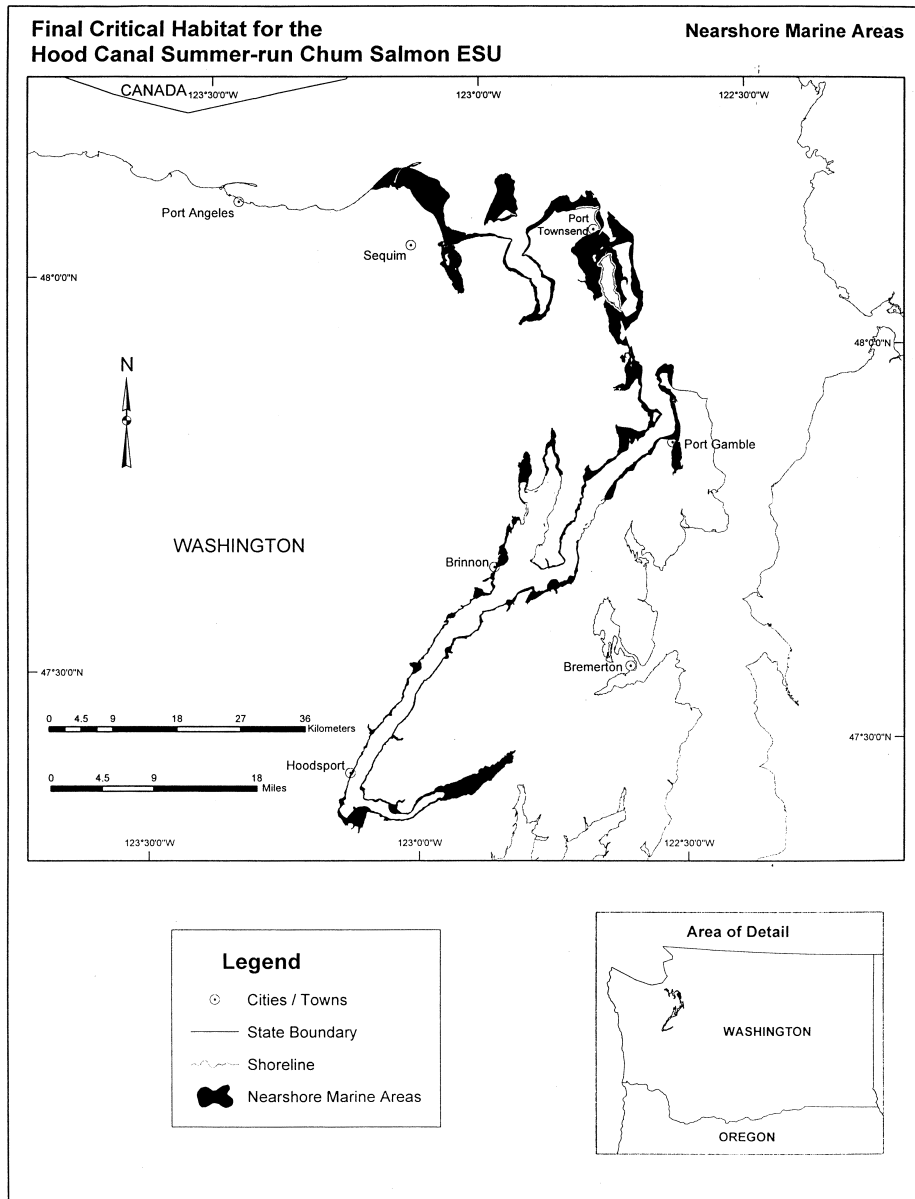 Final Critical Habitat for the
Hood Canal Summer-run Chum Salmon ESU
Nearshore Marine Areas
CANADA
123°30'0"W
123°0'0"W
122°30'0"W
Port Angeles
Port
Townsend
Sequim
48°0'0"N
48°0'0"N
N
Port Gamble
WASHINGTON
Brinnon
Bremerton
47°30'0"N
0 4.5 9 18 27 36
Kilometers
47°30'0"N
Hoodsport
0 4.5 9 18
Miles
123°30'0"W
123°0'0"W
122°30'0"W
Legend
Cities / Towns
State Boundary
Shoreline
Nearshore Marine Areas
Area of Detail
WASHINGTON
OREGON